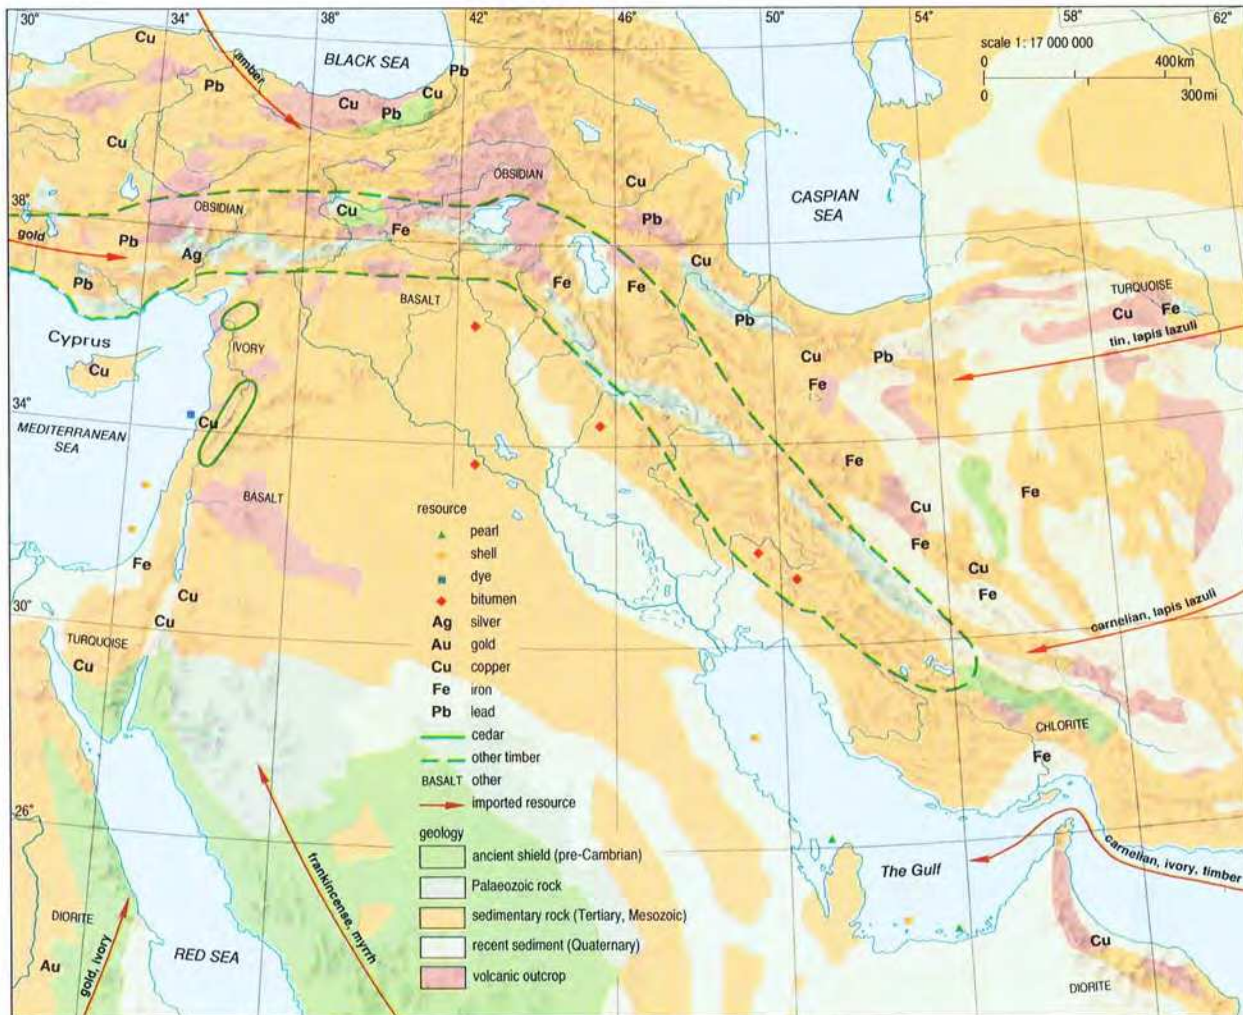 30°
34°
38°
42°
46°
50°
54°
58°
62°
scale 1: 17 000 000
0
400 km
0
300 mi
Cu
BLACK SEA
amber
Pb
Pb
Cu
Pb
Cu
Cu
OBSIDIAN
Cu
CASPIAN
SEA
38°
OBSIDIAN
Cu
Fe
Pb
gold
Pb
Ag
Cu
Pb
Fe
Fe
BASALT
TURQUOISE
Cu
Fe
Pb
tin, lapis lazuli
Cyprus
Cu
IVORY
Cu
Pb
Fe
34°
MEDITERRANEAN
SEA
Cu
Fe
BASALT
Fe
Cu
Fe
Fe
Cu
Fe
Cu
resource
pearl
shell
dye
bitumen
Ag silver
Au gold
Cu copper
Fe iron
Pb lead
cedar
other timber
BASALT other
imported resource
geology
ancient shield (pre-Cambrian)
Palaeozoic rock
sedimentary rock (Tertiary, Mesozoic)
recent sediment (Quaternary)
volcanic outcrop
30°
TURQUOISE
Cu
Cu
carnelian, lapis lazuli
CHLORITE
Fe
26°
frankincense, myrrh
The Gulf
carnelian, ivory, timber
DIORITE
gold, ivory
RED SEA
Au
Cu
DIORITE